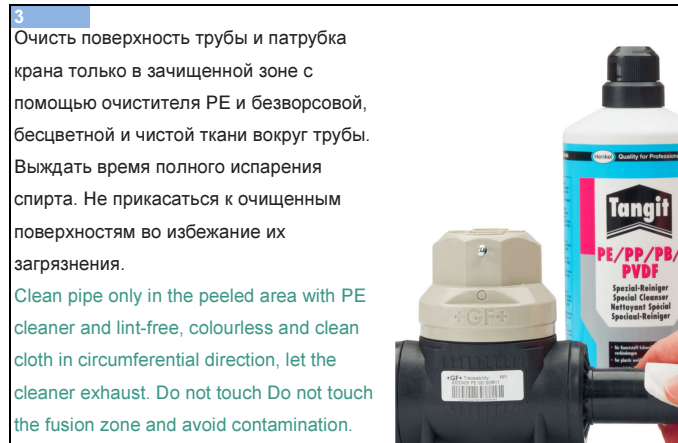 3
Очисть поверхность трубы и патрубка
крана только в зачищенной зоне с
помощью очистителя PE и безворсовой,
бесцветной и чистой ткани вокруг трубы.
Выждать время полного испарения
спирта. Не прикасаться к очищенным
поверхностям во избежание их
загрязнения.
Clean pipe only in the peeled area with PE
cleaner and lint-free, colourless and clean
cloth in circumferential direction, let the
cleaner exhaust. Do not touch Do not touch
the fusion zone and avoid contamination.
Henkel Quality for Professionals
Tangit
PE/PP/PB/
PVDF
Spezial-Reiniger
Special Cleanser
Nettoyant Spécial
Speciaal-Reiniger
+GF+
+GF+ Traceability